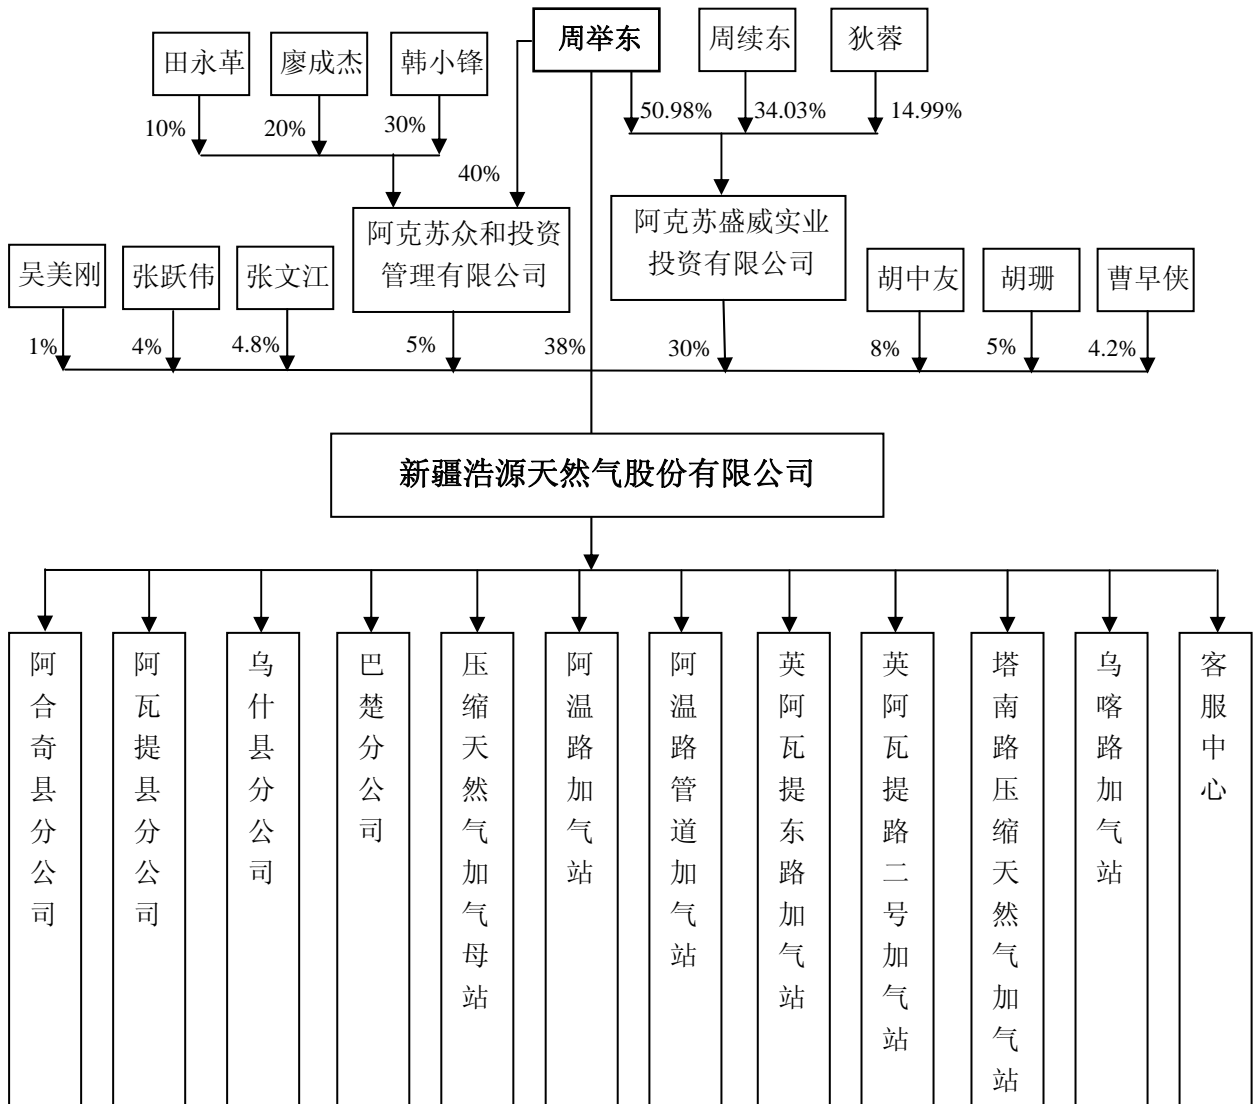 周举东
周续东
狄蓉
田永革
廖成杰
韩小锋
50.98%
34.03%
14.99%
10%
20%
30%
40%
阿克苏众和投资
管理有限公司
阿克苏盛威实业
投资有限公司
吴美刚
张跃伟
张文江
胡中友
胡珊
曹早侠
1%
4%
4.8%
5%
38%
30%
8%
5%
4.2%
新疆浩源天然气股份有限公司
阿合奇县分公司
阿瓦提县分公司
乌什县分公司
巴楚分公司
压缩天然气加气母站
阿温路加气站
阿温路管道加气站
英阿瓦提东路加气站
英阿瓦提路二号加气站
塔南路压缩天然气加气站
乌喀路加气站
客服中心